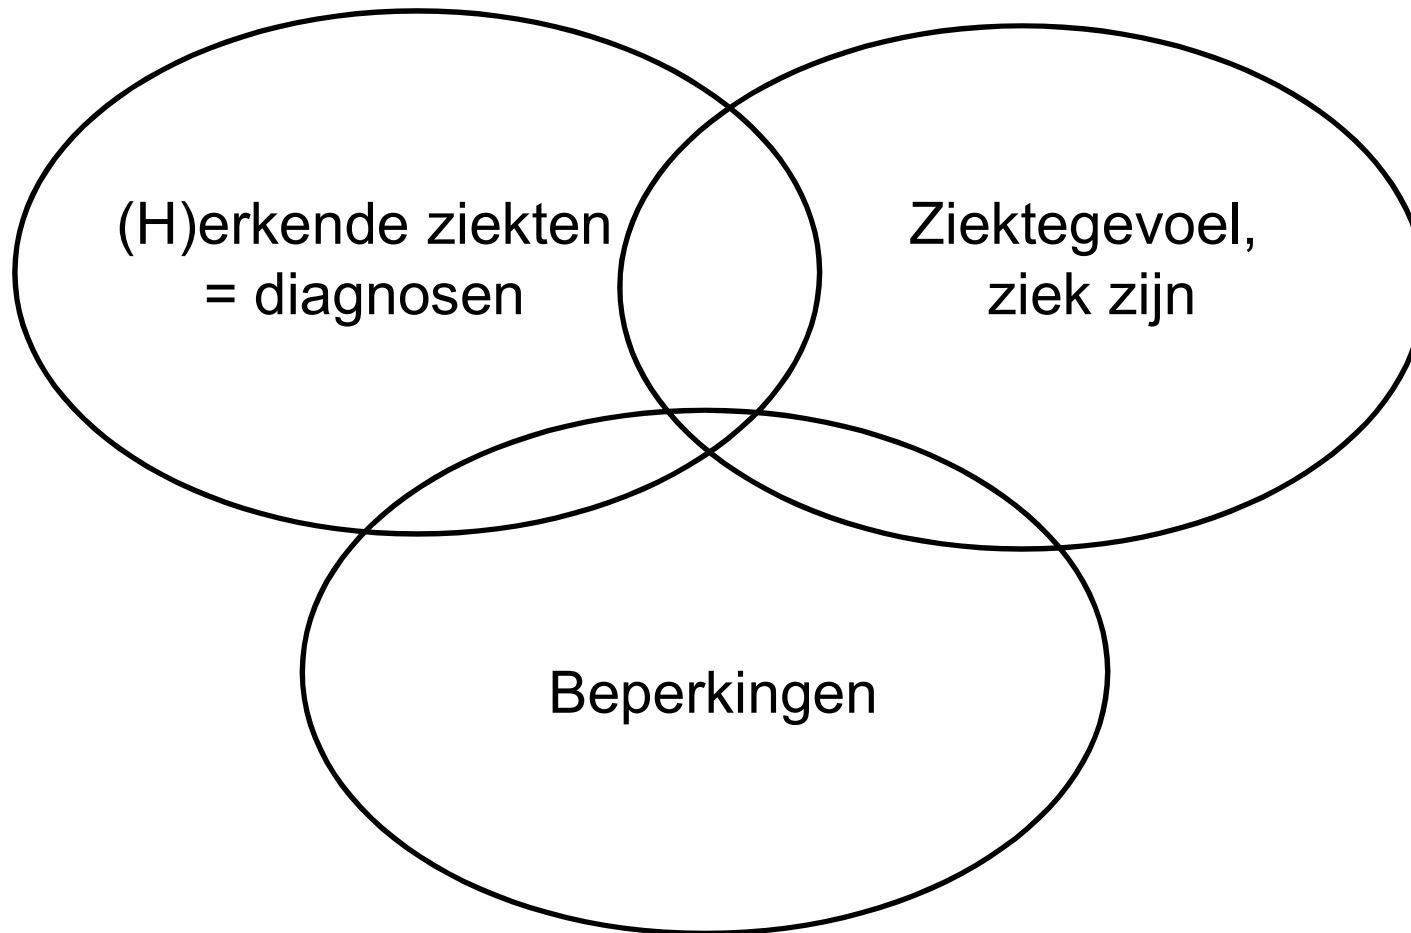 (H)erkende ziekten
= diagnosen
Ziektegevoel,
ziek zijn
Beperkingen